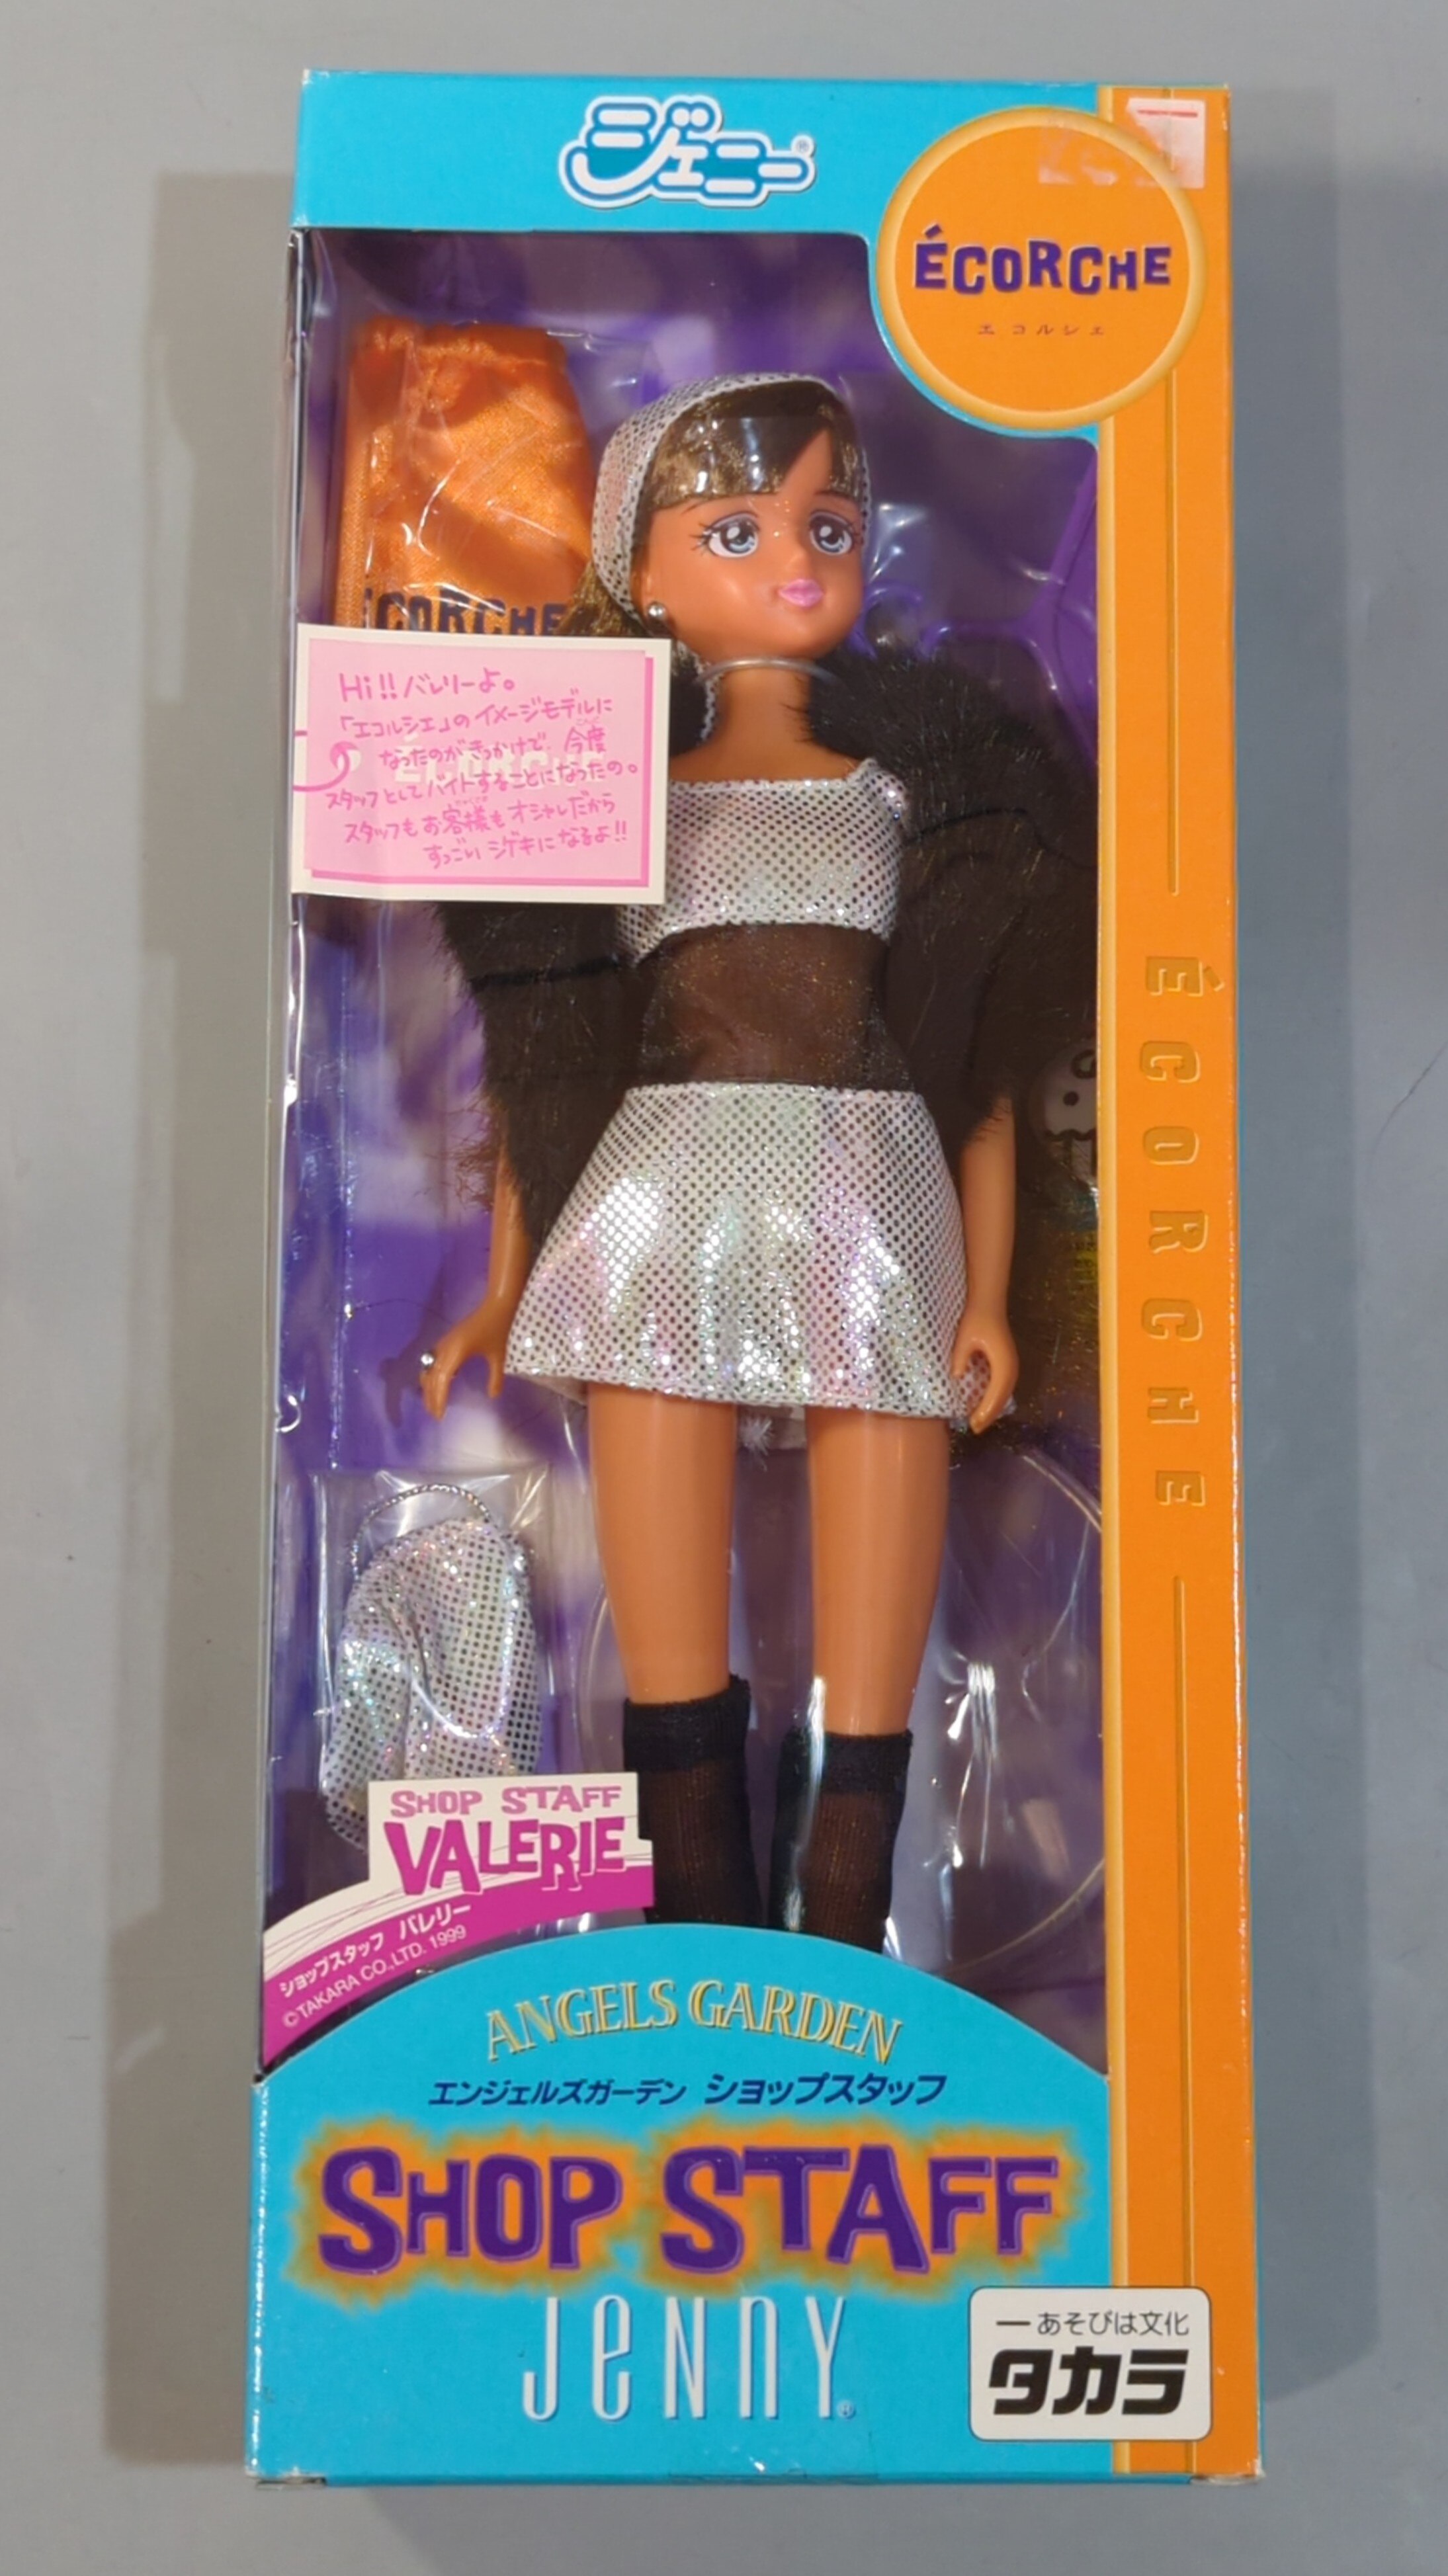 ジェニー®
ÉCORCHE
エコルシェ
ÉCORCHE
Hi!! バレリーよ。
「エコルシェ」のイメージモデルに
なったのがきっかけで、今度
スタッフとしてバイトすることになったの。
スタッフもお客様もオシャレだから
すっごいシゲキになるよ!!
ÉCORCHE
SHOP STAFF
VALERIE
ショップスタッフ バレリー
©TAKARA CO.,LTD. 1999
ANGELS GARDEN
エンジェルズガーデン ショップスタッフ
SHOP STAFF
JeNNY®
—あそびは文化
タカラ